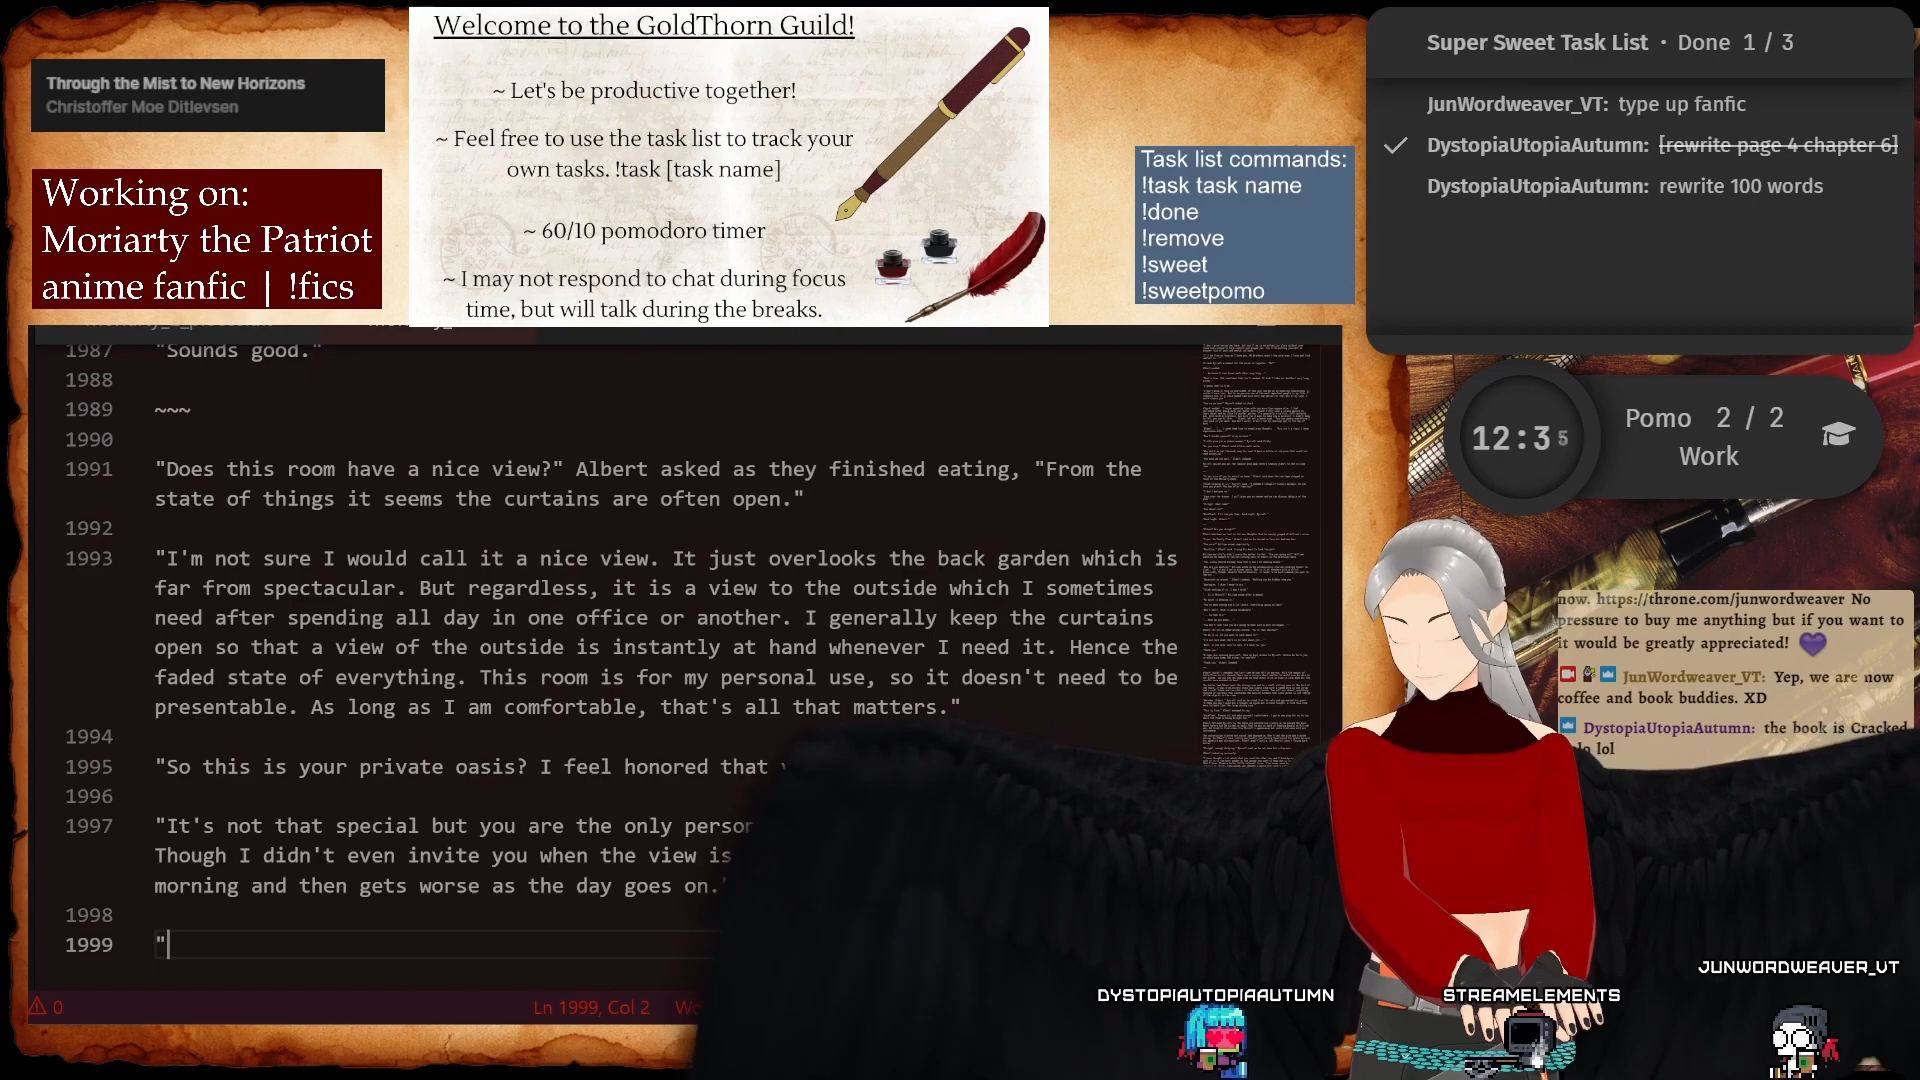 Through the Mist to New Horizons
Christoffer Moe Ditlevsen
Working on:
Moriarty the Patriot
anime fanfic | !fics
Welcome to the GoldThorn Guild!
~ Let's be productive together!
~ Feel free to use the task list to track your
own tasks. !task [task name]
~ 60/10 pomodoro timer
~ I may not respond to chat during focus
time, but will talk during the breaks.
Task list commands:
!task task name
!done
!remove
!sweet
!sweetpomo
Super Sweet Task List · Done 1 / 3
JunWordweaver_VT: type up fanfic
DystopiaUtopiaAutumn: [rewrite page 4 chapter 6]
DystopiaUtopiaAutumn: rewrite 100 words
12:35
Pomo 2 / 2
Work
1987 "Sounds good."
1988
1989 ~~~
1990
1991 "Does this room have a nice view?" Albert asked as they finished eating, "From the
state of things it seems the curtains are often open."
1992
1993 "I'm not sure I would call it a nice view. It just overlooks the back garden which is
far from spectacular. But regardless, it is a view to the outside which I sometimes
need after spending all day in one office or another. I generally keep the curtains
open so that a view of the outside is instantly at hand whenever I need it. Hence the
faded state of everything. This room is for my personal use, so it doesn't need to be
presentable. As long as I am comfortable, that's all that matters."
1994
1995 "So this is your private oasis? I feel honored that
1996
1997 "It's not that special but you are the only person
Though I didn't even invite you when the view is
morning and then gets worse as the day goes on.
1998
1999 "
0
Ln 1999, Col 2
now. https://throne.com/junwordweaver No
pressure to buy me anything but if you want to
it would be greatly appreciated!
JunWordweaver_VT: Yep, we are now
coffee and book buddies. XD
DystopiaUtopiaAutumn: the book is Cracked
lol
DYSTOPIAUTOPIAAUTUMN
STREAMELEMENTS
JUNWORDWEAVER_VT